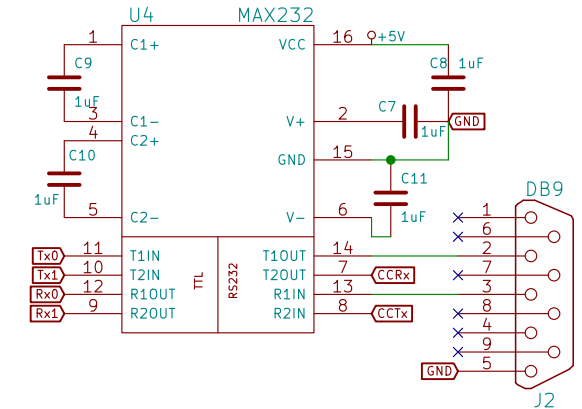 U4 MAX232
1 C1+ VCC 16 +5V
C9 1uF
C8 1uF
3 C1- V+ 2 C7 1uF GND
4 C2+
C10 1uF
GND 15
C11 1uF
5 C2- V- 6
Tx0 11 T1IN T1OUT 14
Tx1 10 T2IN T2OUT 7 CCRx
Rx0 12 R1OUT R1IN 13
Rx1 9 R2OUT R2IN 8 CCTx
TTL RS232
DB9
1
6
2
7
3
8
4
9
GND 5
J2